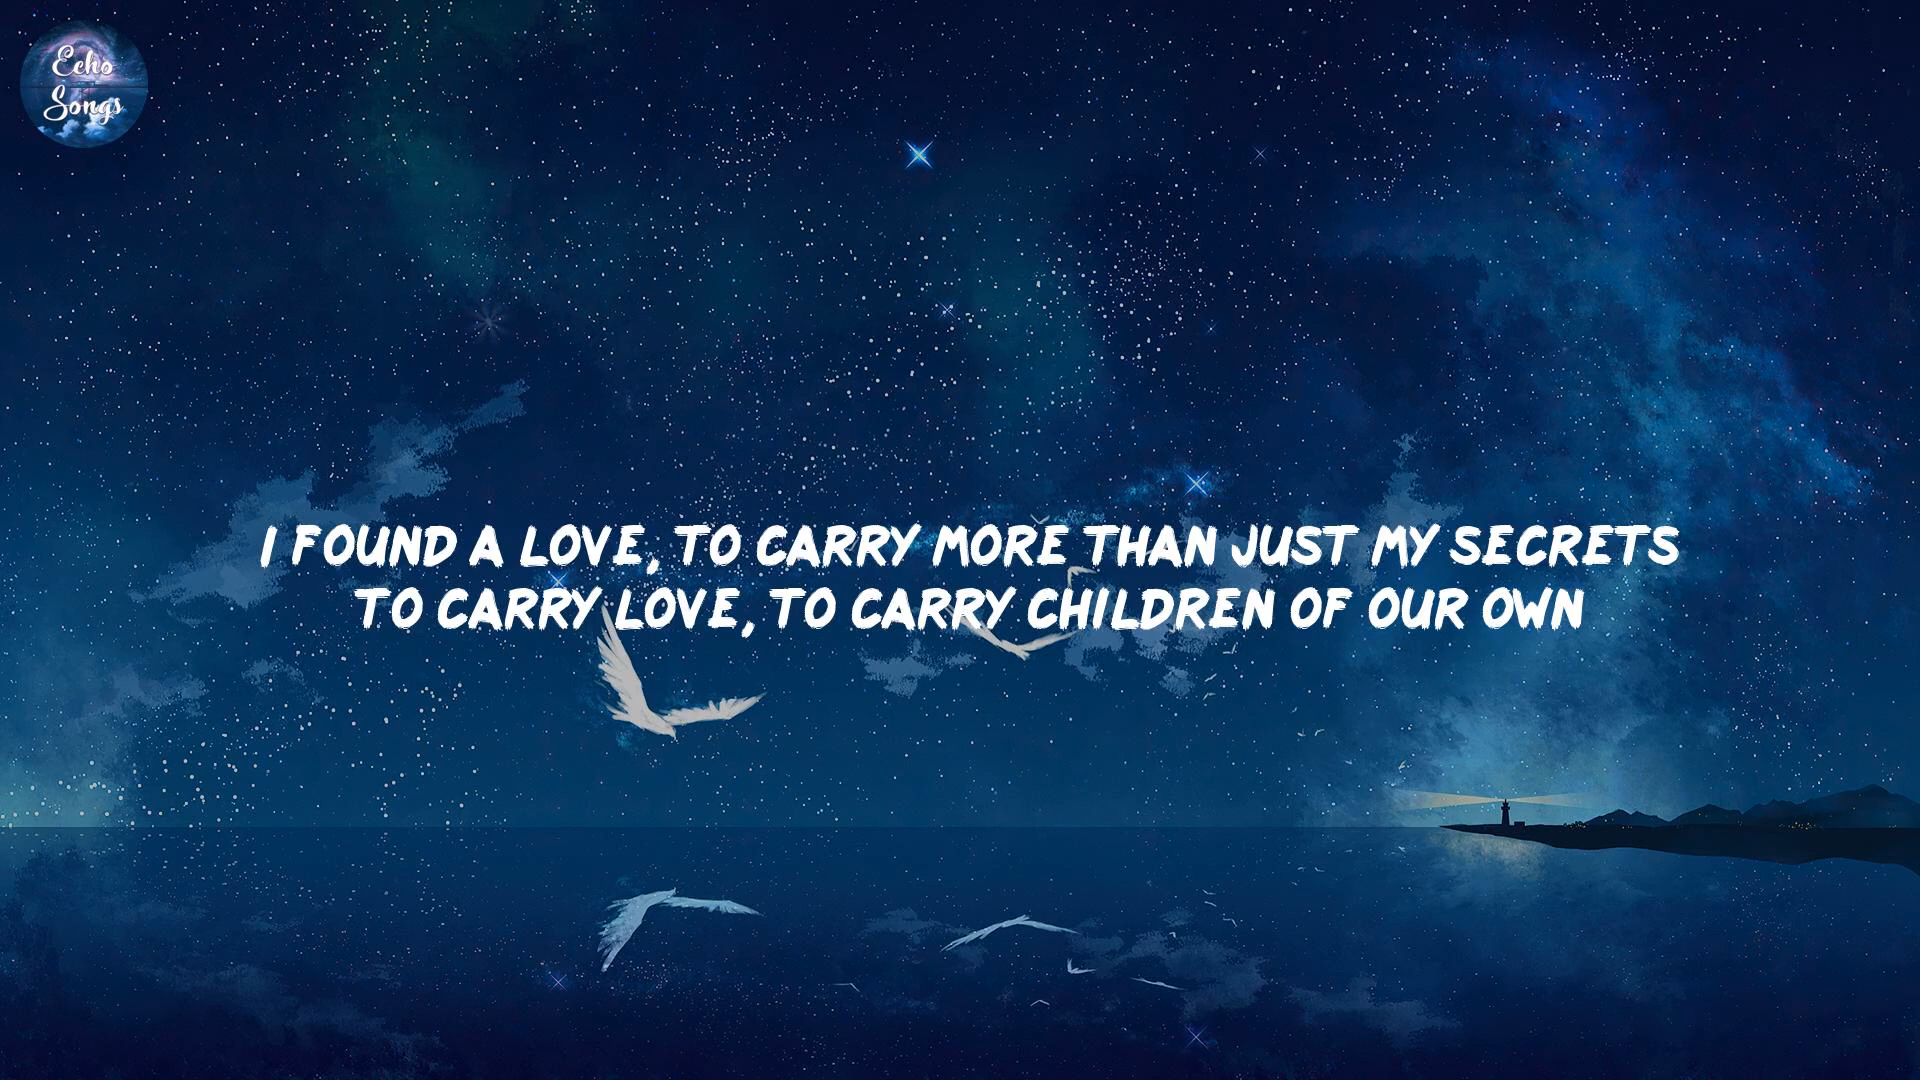 Echo
Songs
I FOUND A LOVE, TO CARRY MORE THAN JUST MY SECRETS
TO CARRY LOVE, TO CARRY CHILDREN OF OUR OWN